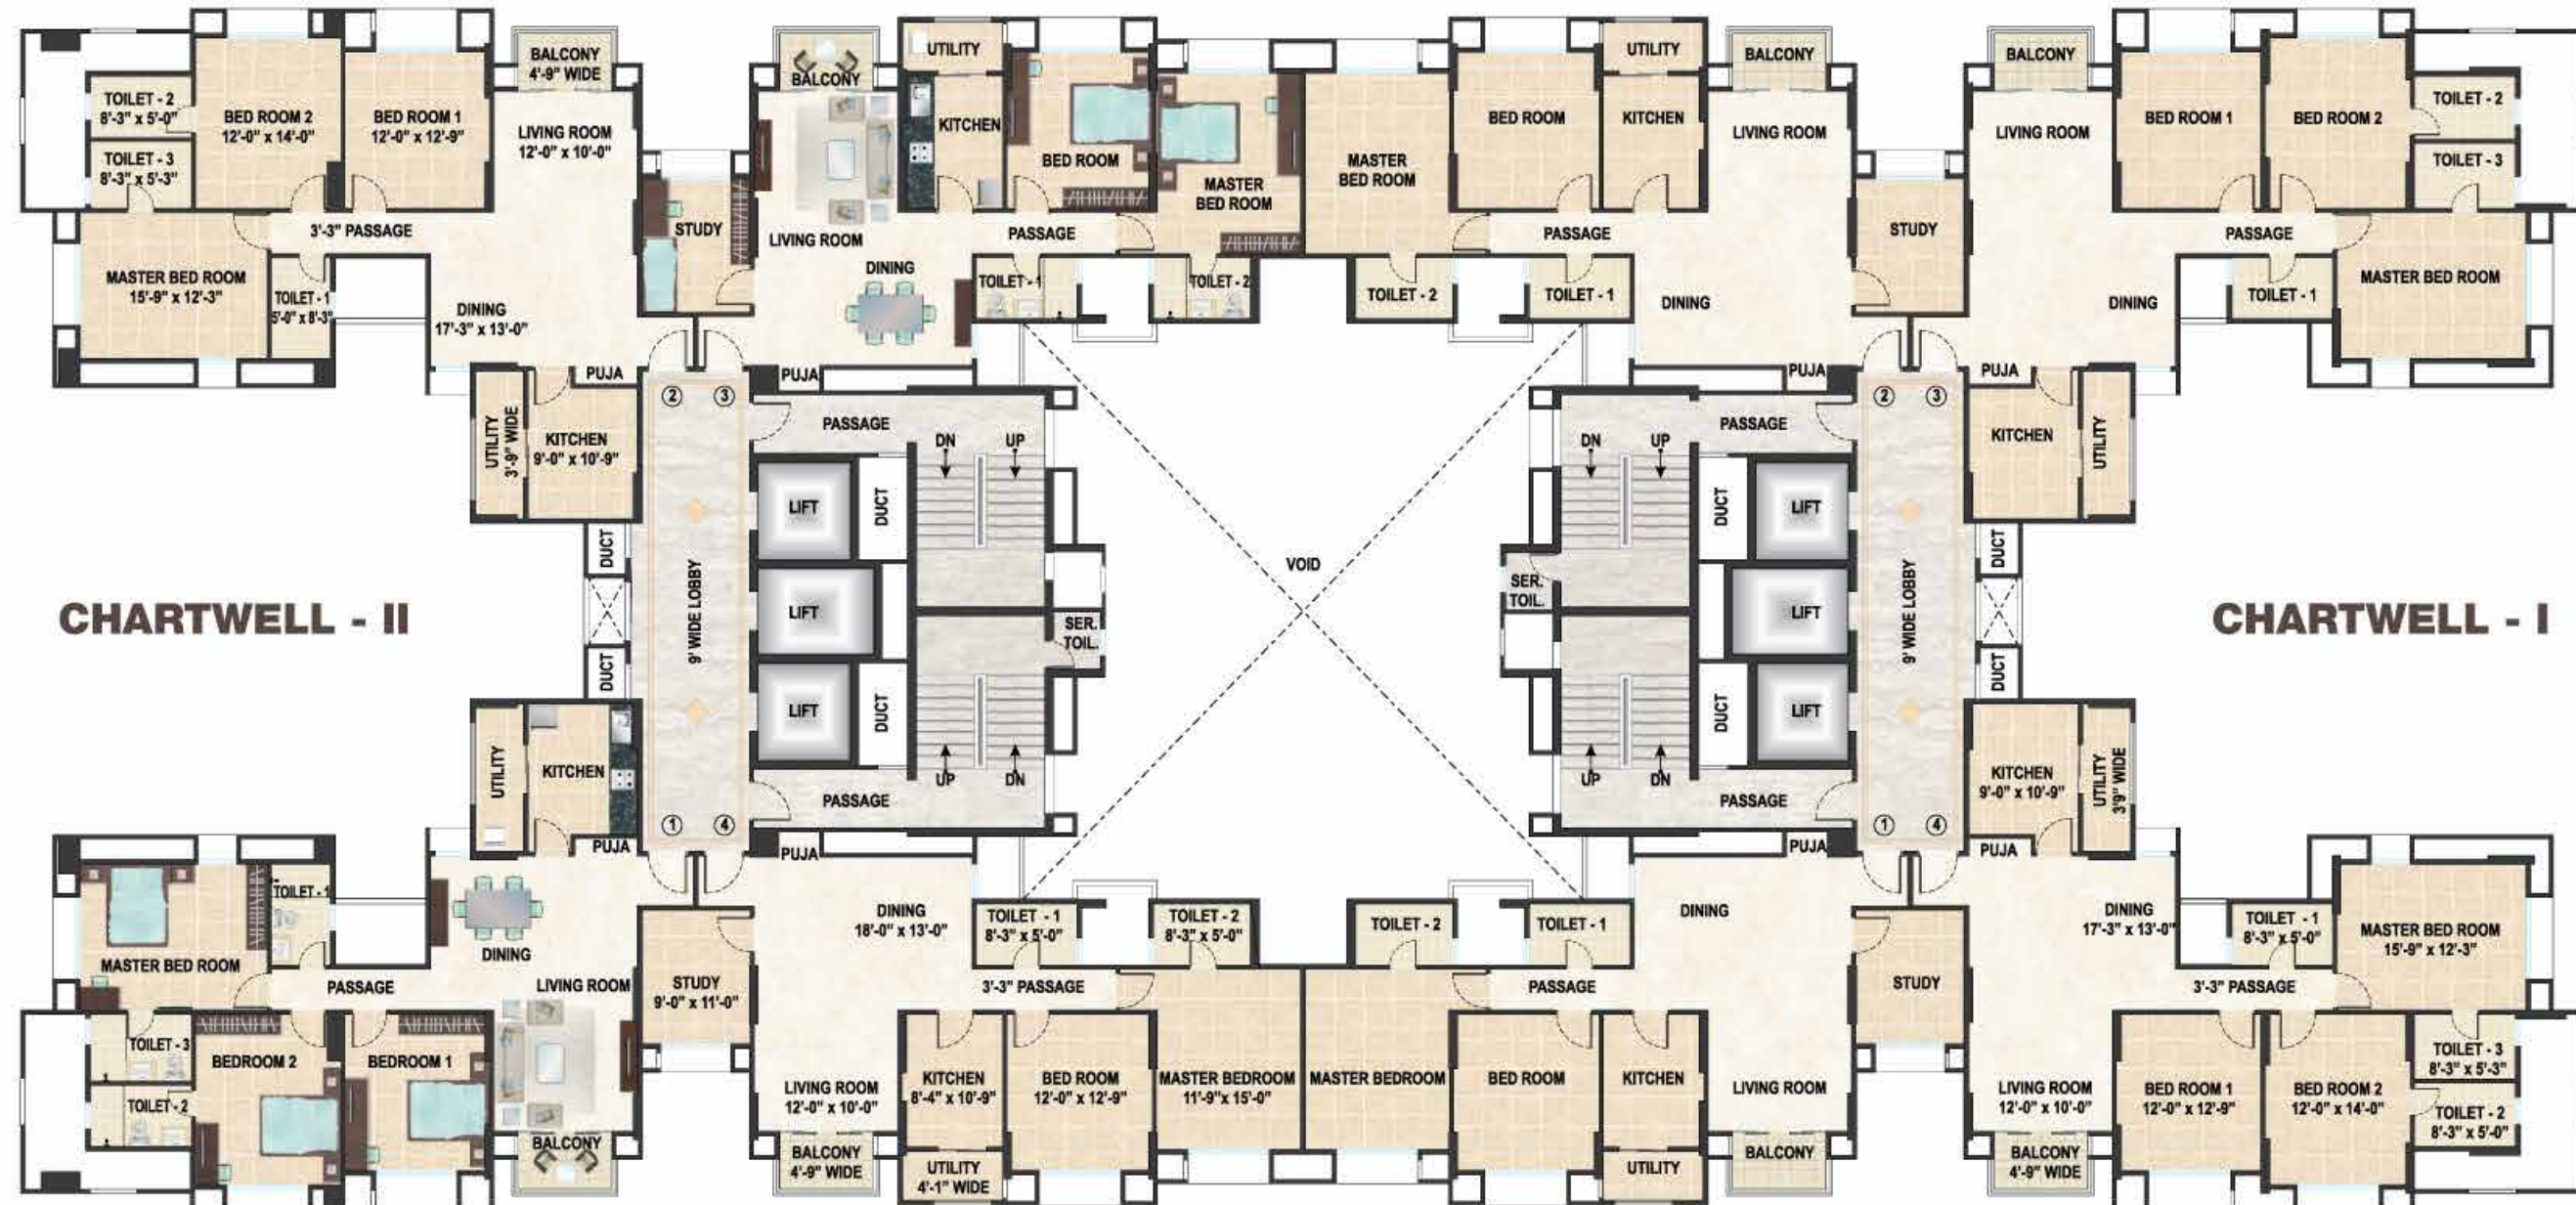 BALCONY
4'-9" WIDE
TOILET - 2
8'-3" x 5'-0"
BED ROOM 2
12'-0" x 14'-0"
BED ROOM 1
12'-0" x 12'-9"
LIVING ROOM
12'-0" x 10'-0"
TOILET - 3
8'-3" x 5'-3"
3'-3" PASSAGE
MASTER BED ROOM
15'-9" x 12'-3"
TOILET - 1
5'-0" x 8'-3"
DINING
17'-3" x 13'-0"
PUJA
UTILITY
3'-9" WIDE
KITCHEN
9'-0" x 10'-9"
STUDY
BALCONY
UTILITY
KITCHEN
BED ROOM
MASTER
BED ROOM
LIVING ROOM
PASSAGE
DINING
TOILET - 1
TOILET - 2
PUJA
MASTER
BED ROOM
BED ROOM
UTILITY
KITCHEN
BALCONY
LIVING ROOM
PASSAGE
TOILET - 2
TOILET - 1
DINING
PUJA
STUDY
BALCONY
LIVING ROOM
BED ROOM 1
BED ROOM 2
TOILET - 2
TOILET - 3
PASSAGE
MASTER BED ROOM
TOILET - 1
DINING
PUJA
KITCHEN
UTILITY
2
3
PASSAGE
DN
UP
LIFT
DUCT
DUCT
9' WIDE LOBBY
LIFT
SER.
TOIL.
DUCT
LIFT
DUCT
UP
DN
PASSAGE
1
4
CHARTWELL - II
VOID
2
3
PASSAGE
DN
UP
DUCT
LIFT
DUCT
SER.
TOIL.
LIFT
9' WIDE LOBBY
DUCT
LIFT
DUCT
UP
DN
PASSAGE
1
4
CHARTWELL - I
UTILITY
KITCHEN
PUJA
TOILET - 1
MASTER BED ROOM
DINING
PASSAGE
LIVING ROOM
TOILET - 3
BEDROOM 2
BEDROOM 1
TOILET - 2
BALCONY
STUDY
9'-0" x 11'-0"
PUJA
DINING
18'-0" x 13'-0"
TOILET - 1
8'-3" x 5'-0"
TOILET - 2
8'-3" x 5'-0"
3'-3" PASSAGE
LIVING ROOM
12'-0" x 10'-0"
KITCHEN
8'-4" x 10'-9"
BED ROOM
12'-0" x 12'-9"
MASTER BEDROOM
11'-9"x 15'-0"
BALCONY
4'-9" WIDE
UTILITY
4'-1" WIDE
PUJA
TOILET - 2
TOILET - 1
DINING
PASSAGE
MASTER BEDROOM
BED ROOM
KITCHEN
LIVING ROOM
UTILITY
BALCONY
STUDY
KITCHEN
9'-0" x 10'-9"
UTILITY
3'9" WIDE
PUJA
DINING
17'-3" x 13'-0"
TOILET - 1
8'-3" x 5'-0"
MASTER BED ROOM
15'-9" x 12'-3"
3'-3" PASSAGE
LIVING ROOM
12'-0" x 10'-0"
BED ROOM 1
12'-0" x 12'-9"
BED ROOM 2
12'-0" x 14'-0"
TOILET - 3
8'-3" x 5'-3"
TOILET - 2
8'-3" x 5'-0"
BALCONY
4'-9" WIDE